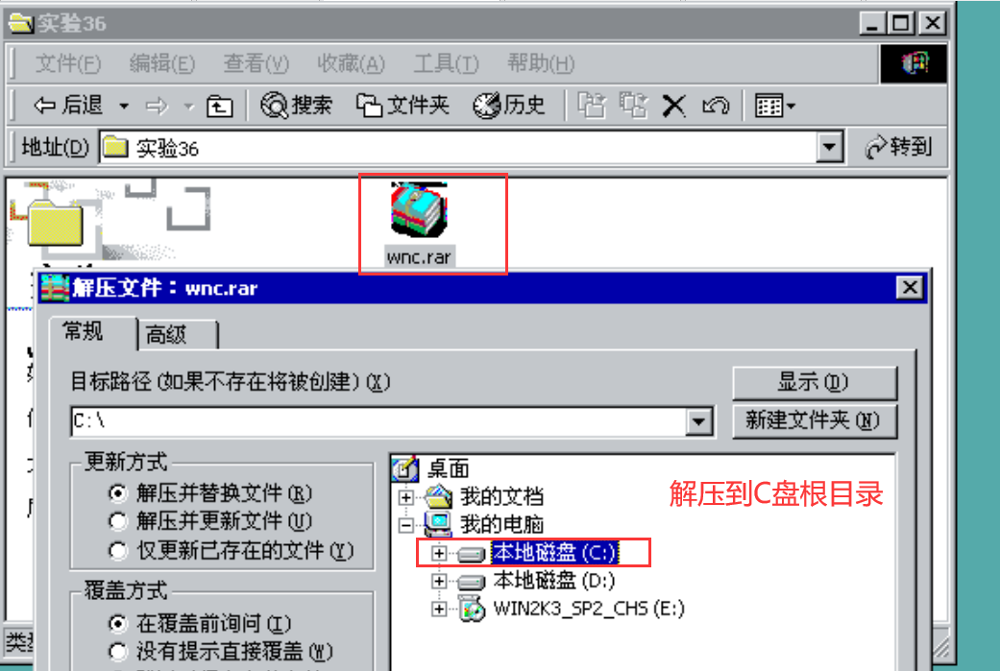 实验36
文件(F) 编辑(E) 查看(V) 收藏(A) 工具(T) 帮助(H)
后退 搜索 文件夹 历史
地址(D) 实验36 转到
wnc.rar
解压文件：wnc.rar
常规 高级
目标路径(如果不存在将被创建)(X)
显示(D)
C:\
新建文件夹(N)
更新方式
解压并替换文件(R)
解压并更新文件(U)
仅更新已存在的文件(Y)
覆盖方式
在覆盖前询问(I)
没有提示直接覆盖(W)
桌面
我的文档
解压到C盘根目录
我的电脑
本地磁盘 (C:)
本地磁盘 (D:)
WIN2K3_SP2_CHS (E:)